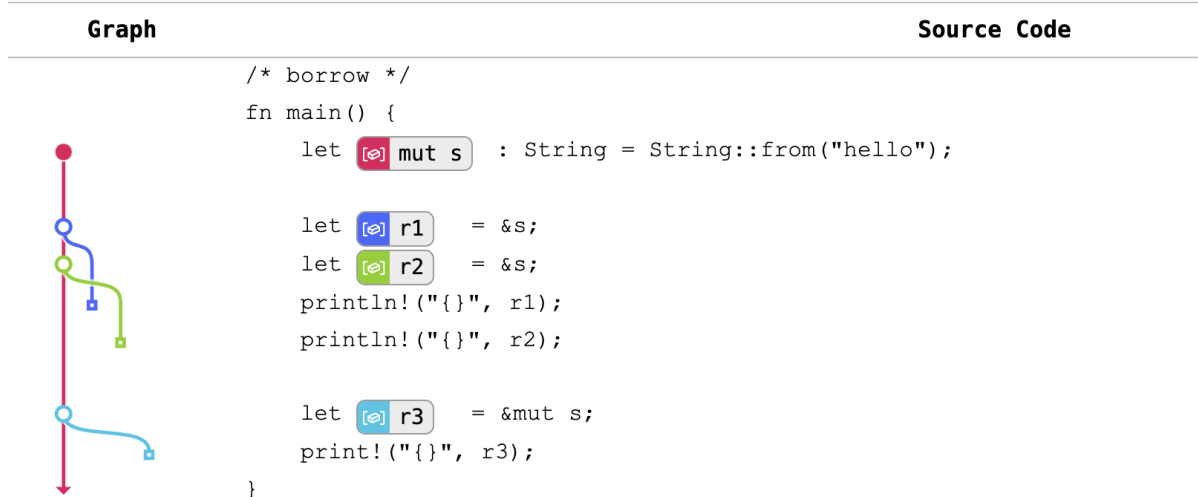 Graph Source Code
/* borrow */
fn main() {
let mut s : String = String::from("hello");
let r1 = &s;
let r2 = &s;
println!("{}", r1);
println!("{}", r2);
let r3 = &mut s;
print!("{}", r3);
}